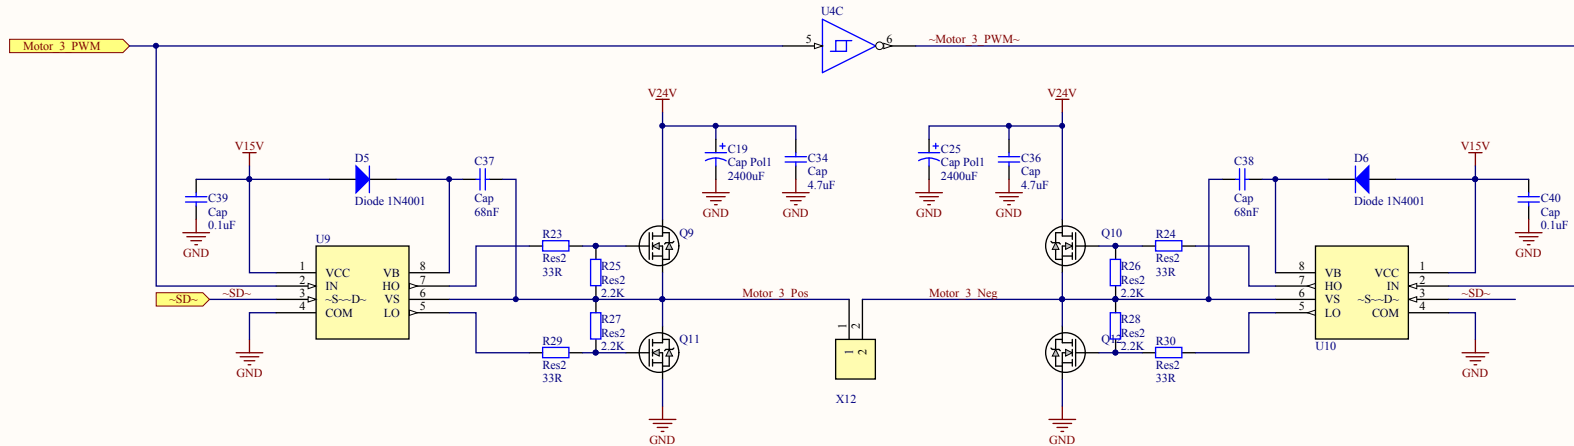 U4C
Motor_3_PWM
5
6
~Motor_3_PWM~
V24V
V24V
V15V
D5
C37
C19
Cap Pol1
2400uF
C34
Cap
4.7uF
C25
Cap Pol1
2400uF
C36
Cap
4.7uF
C38
D6
V15V
C39
Cap
0.1uF
Diode 1N4001
Cap
68nF
GND
GND
GND
GND
Cap
68nF
Diode 1N4001
C40
Cap
0.1uF
GND
GND
U9
R23
Res2
33R
Q9
Q10
R24
Res2
33R
1
2
3
4
VCC
IN
~S~~D~
COM
VB
HO
VS
LO
8
7
6
5
R25
Res2
2.2K
R26
Res2
2.2K
8
7
6
5
VB
HO
VS
LO
VCC
IN
~S~~D~
COM
1
2
3
4
~SD~
~SD~
Motor_3_Pos
Motor_3_Neg
~SD~
R27
Res2
2.2K
R28
Res2
2.2K
R29
Res2
33R
Q11
1
2
1
2
R30
Res2
33R
U10
GND
X12
GND
GND
GND